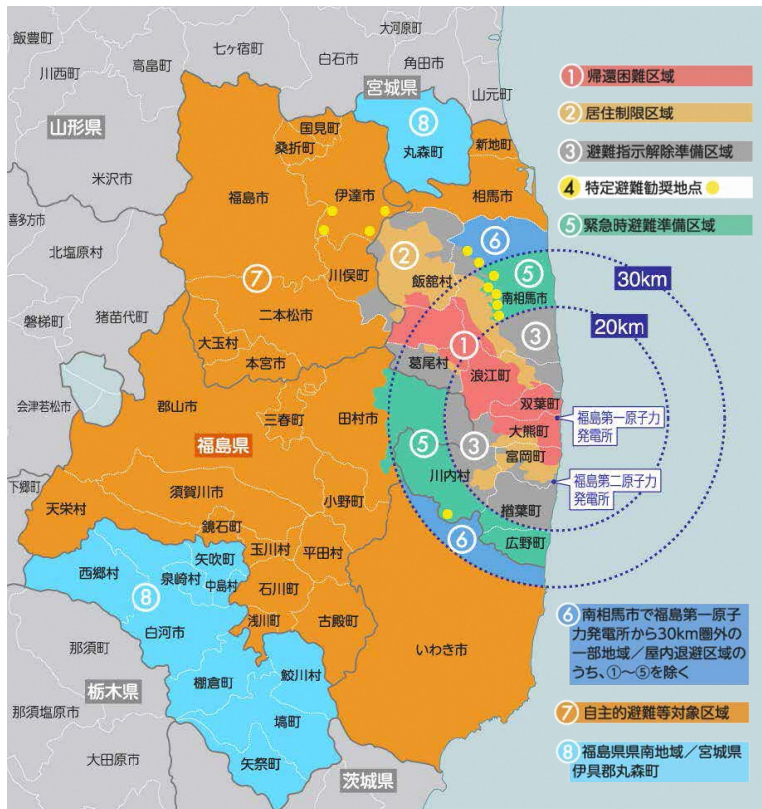 大河原町
飯豊町
七ヶ宿町
高畠町
白石市
角田市
川西町
宮城県
山元町
山形県
⑧
丸森町
国見町
桑折町
新地町
米沢市
福島市
伊達市
相馬市
喜多方市
北塩原村
⑦
川俣町
②
飯舘村
⑥
⑤
南相馬市
30km
20km
猪苗代町
二本松市
磐梯町
大玉村
本宮市
①
③
葛尾村
浪江町
会津若松市
郡山市
三春町
田村市
双葉町
大熊町
福島第一原子力
発電所
福島県
⑤
③
富岡町
川内村
下郷町
須賀川市
小野町
福島第二原子力
発電所
天栄村
楢葉町
鏡石町
玉川村
平田村
⑥
広野町
矢吹町
西郷村
泉崎村
中島村
石川町
⑧
浅川町
古殿町
白河市
いわき市
那須町
棚倉町
鮫川村
栃木県
塙町
那須塩原市
大田原市
矢祭町
茨城県
①帰還困難区域
②居住制限区域
③避難指示解除準備区域
④特定避難勧奨地点
⑤緊急時避難準備区域
⑥南相馬市で福島第一原子
力発電所から30km圏外の
一部地域/屋内退避区域の
うち、①~⑤を除く
⑦自主的避難等対象区域
⑧福島県県南地域/宮城県
伊具郡丸森町